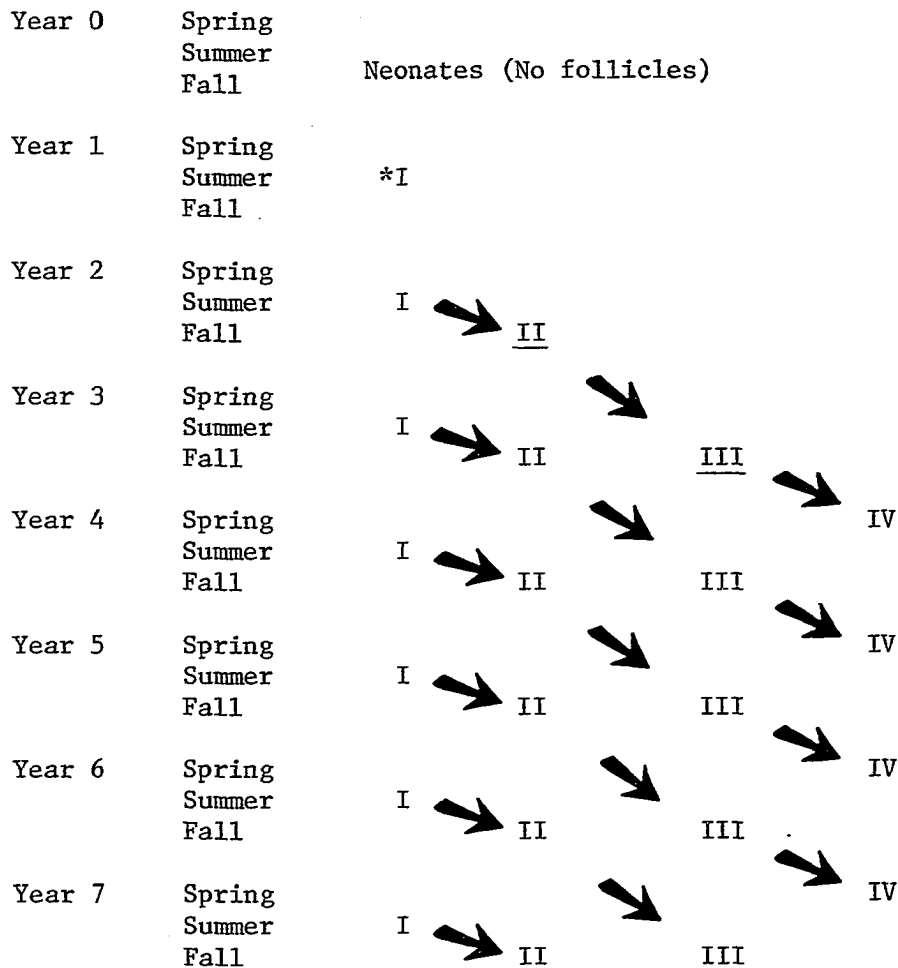 Year 0 Spring
Summer
Neonates (No follicles)
Fall
Year 1 Spring
Summer *I
Fall
Year 2 Spring
Summer I
Fall II
Year 3 Spring
Summer I
Fall II III
Year 4 Spring IV
Summer I
Fall II III
Year 5 Spring IV
Summer I
Fall II III
Year 6 Spring IV
Summer I
Fall II III
Year 7 Spring IV
Summer I
Fall II III